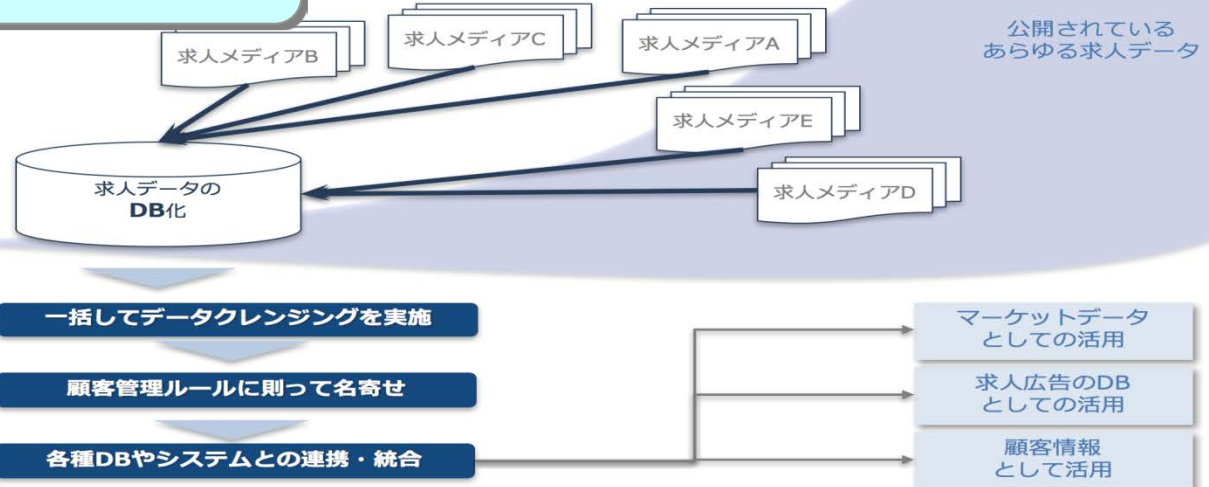 公開されている
あらゆる求人データ
求人メディアB
求人メディアC
求人メディアA
求人メディアE
求人メディアD
求人データの
DB化
一括してデータクレンジングを実施
顧客管理ルールに則って名寄せ
各種DBやシステムとの連携・統合
マーケットデータ
としての活用
求人広告のDB
としての活用
顧客情報
として活用